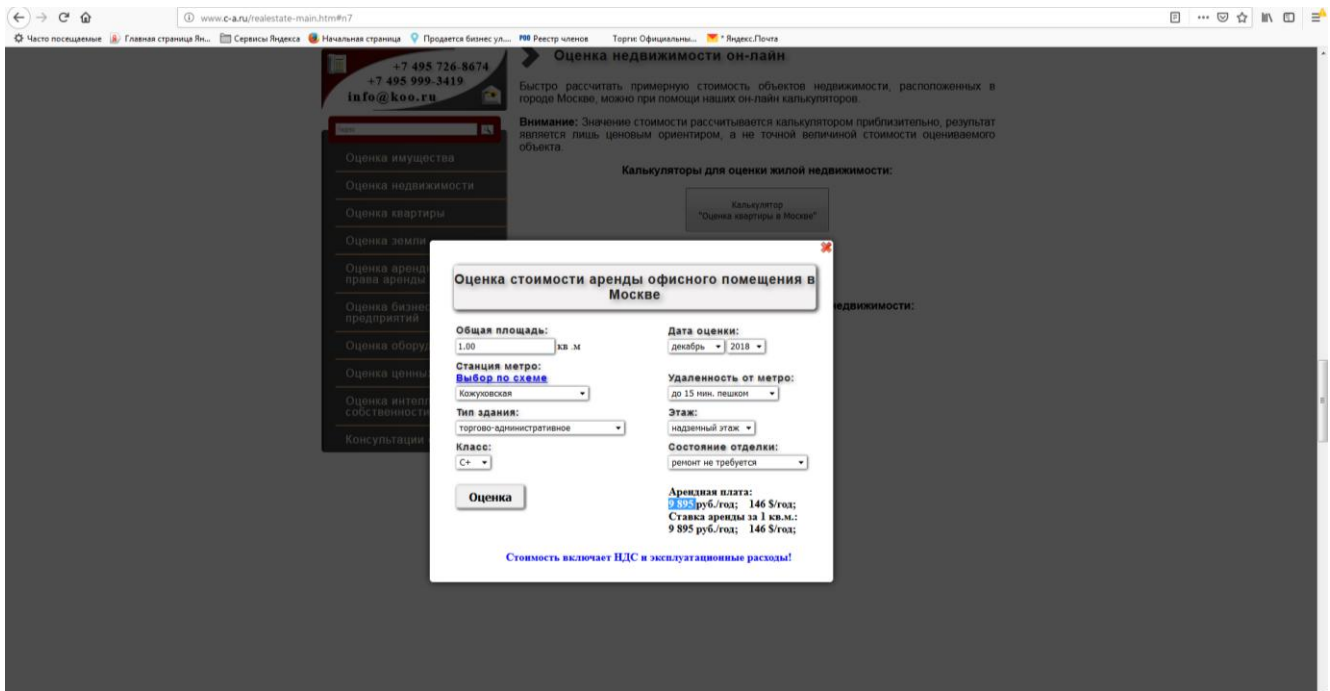 www.c-a.ru/realestate-main.htm#n7
Часто посещаемые
Главная страница Ян...
Сервисы Яндекса
Начальная страница
Продается бизнес ул....
Реестр членов
Торги: Официальны...
* Яндекс.Почта
+7 495 726-8674
+7 495 999-3419
info@koo.ru
Оценка имущества
Оценка недвижимости
Оценка квартиры
Оценка земли
Оценка аренд
права аренды
Оценка бизнес
предприятий
Оценка обору
Оценка ценны
Оценка интелл
собственности
Консультации
Оценка недвижимости он-лайн
Быстро рассчитать примерную стоимость объектов недвижимости, расположенных в
городе Москве, можно при помощи наших он-лайн калькуляторов.
Внимание: Значение стоимости рассчитывается калькулятором приблизительно, результат
является лишь ценовым ориентиром, а не точной величиной стоимости оцениваемого
объекта.
Калькуляторы для оценки жилой недвижимости:
Калькулятор
"Оценка квартиры в Москве"
едвижимости:
Оценка стоимости аренды офисного помещения в
Москве
Общая площадь:
1.00 кв .м
Дата оценки:
декабрь 2018
Станция метро:
Выбор по схеме
Кожуховская
Удаленность от метро:
до 15 мин. пешком
Тип здания:
торгово-административное
Этаж:
надземный этаж
Класс:
C+
Состояние отделки:
ремонт не требуется
Оценка
Арендная плата:
9 895 руб./год; 146 $/год;
Ставка аренды за 1 кв.м.:
9 895 руб./год; 146 $/год;
Стоимость включает НДС и эксплуатационные расходы!